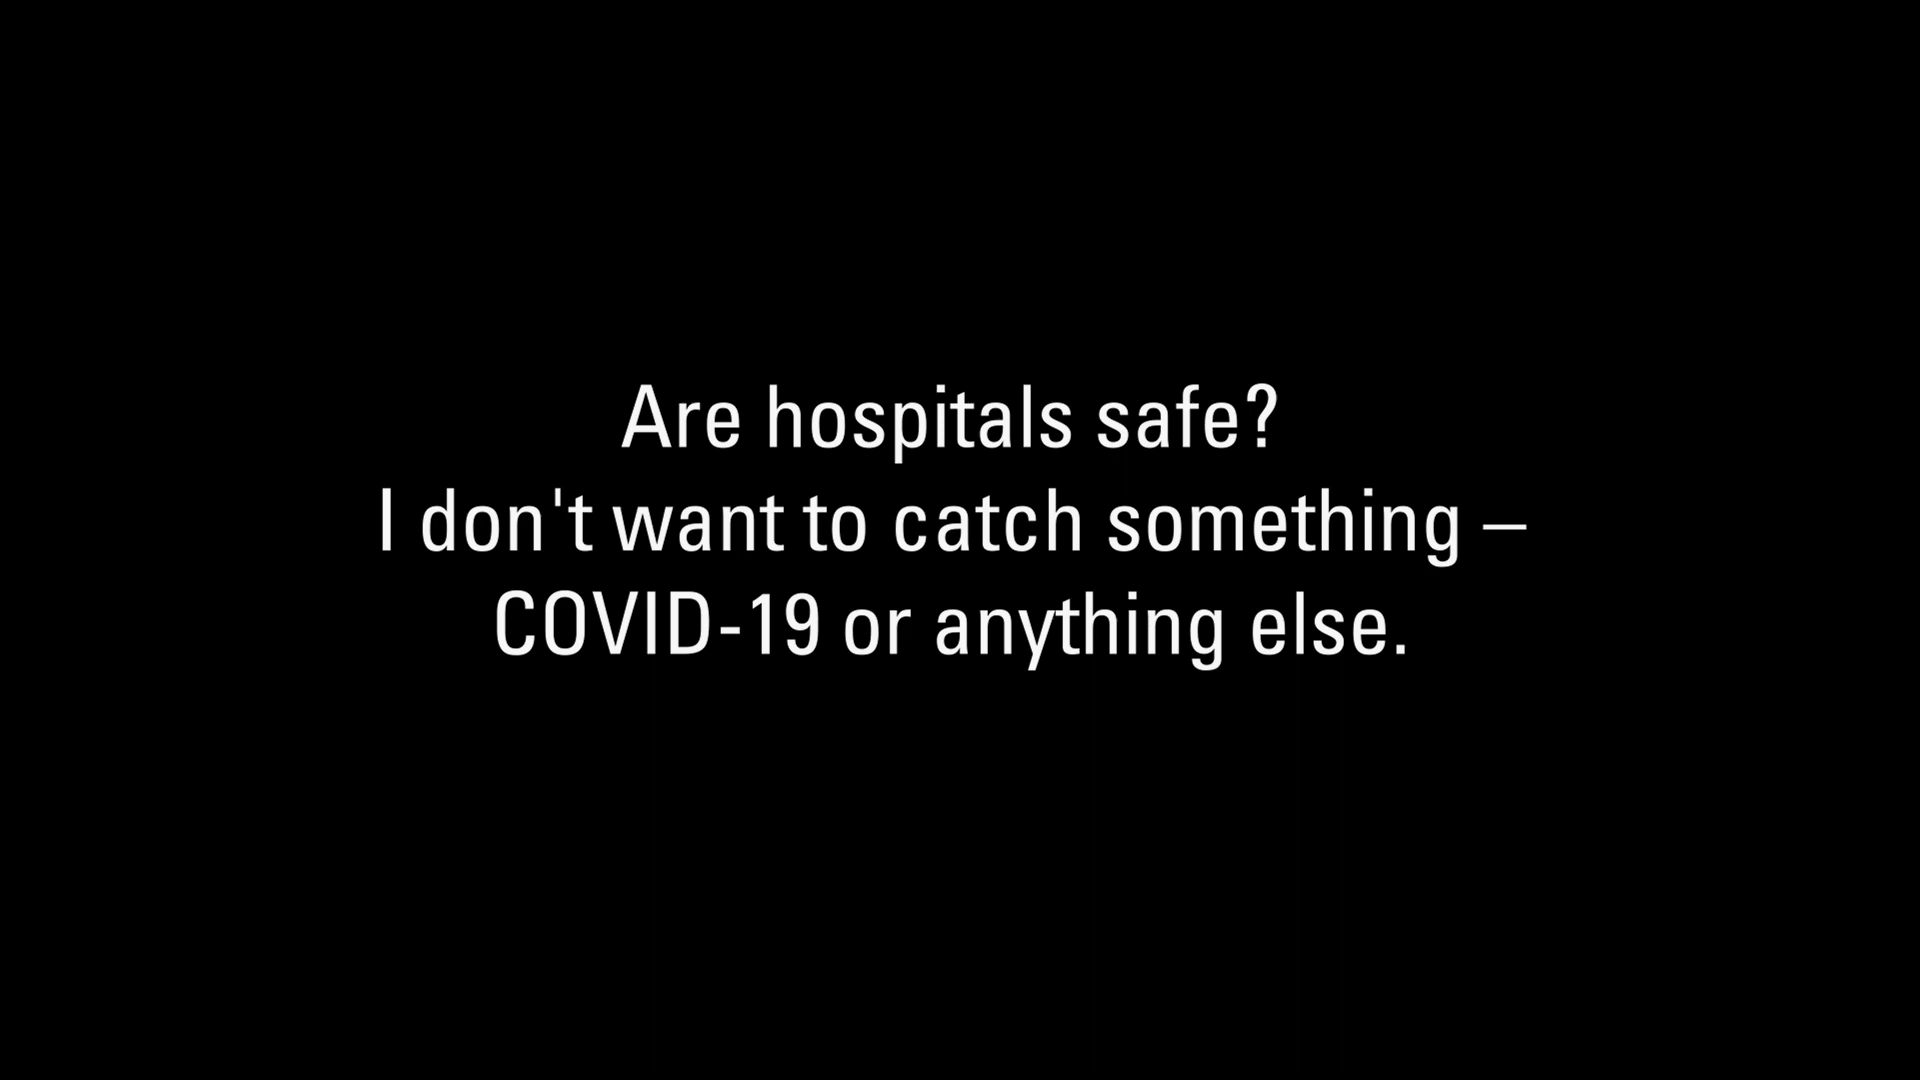 Are hospitals safe?
I don't want to catch something –
COVID-19 or anything else.